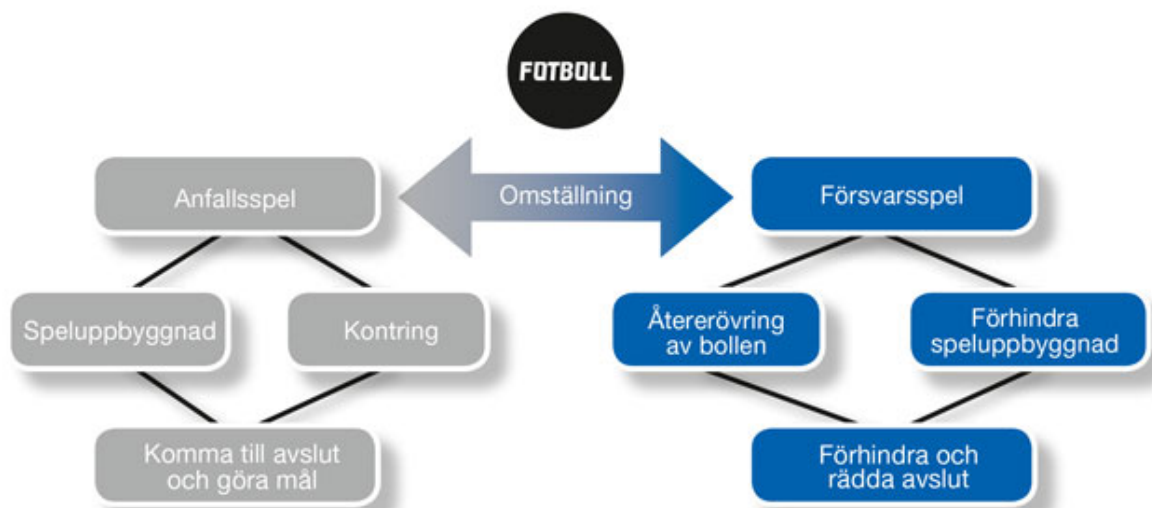 FOTBOLL
Anfallsspel
Omställning
Försvarsspel
Speluppbyggnad
Kontring
Återerövring
av bollen
Förhindra
speluppbyggnad
Komma till avslut
och göra mål
Förhindra och
rädda avslut